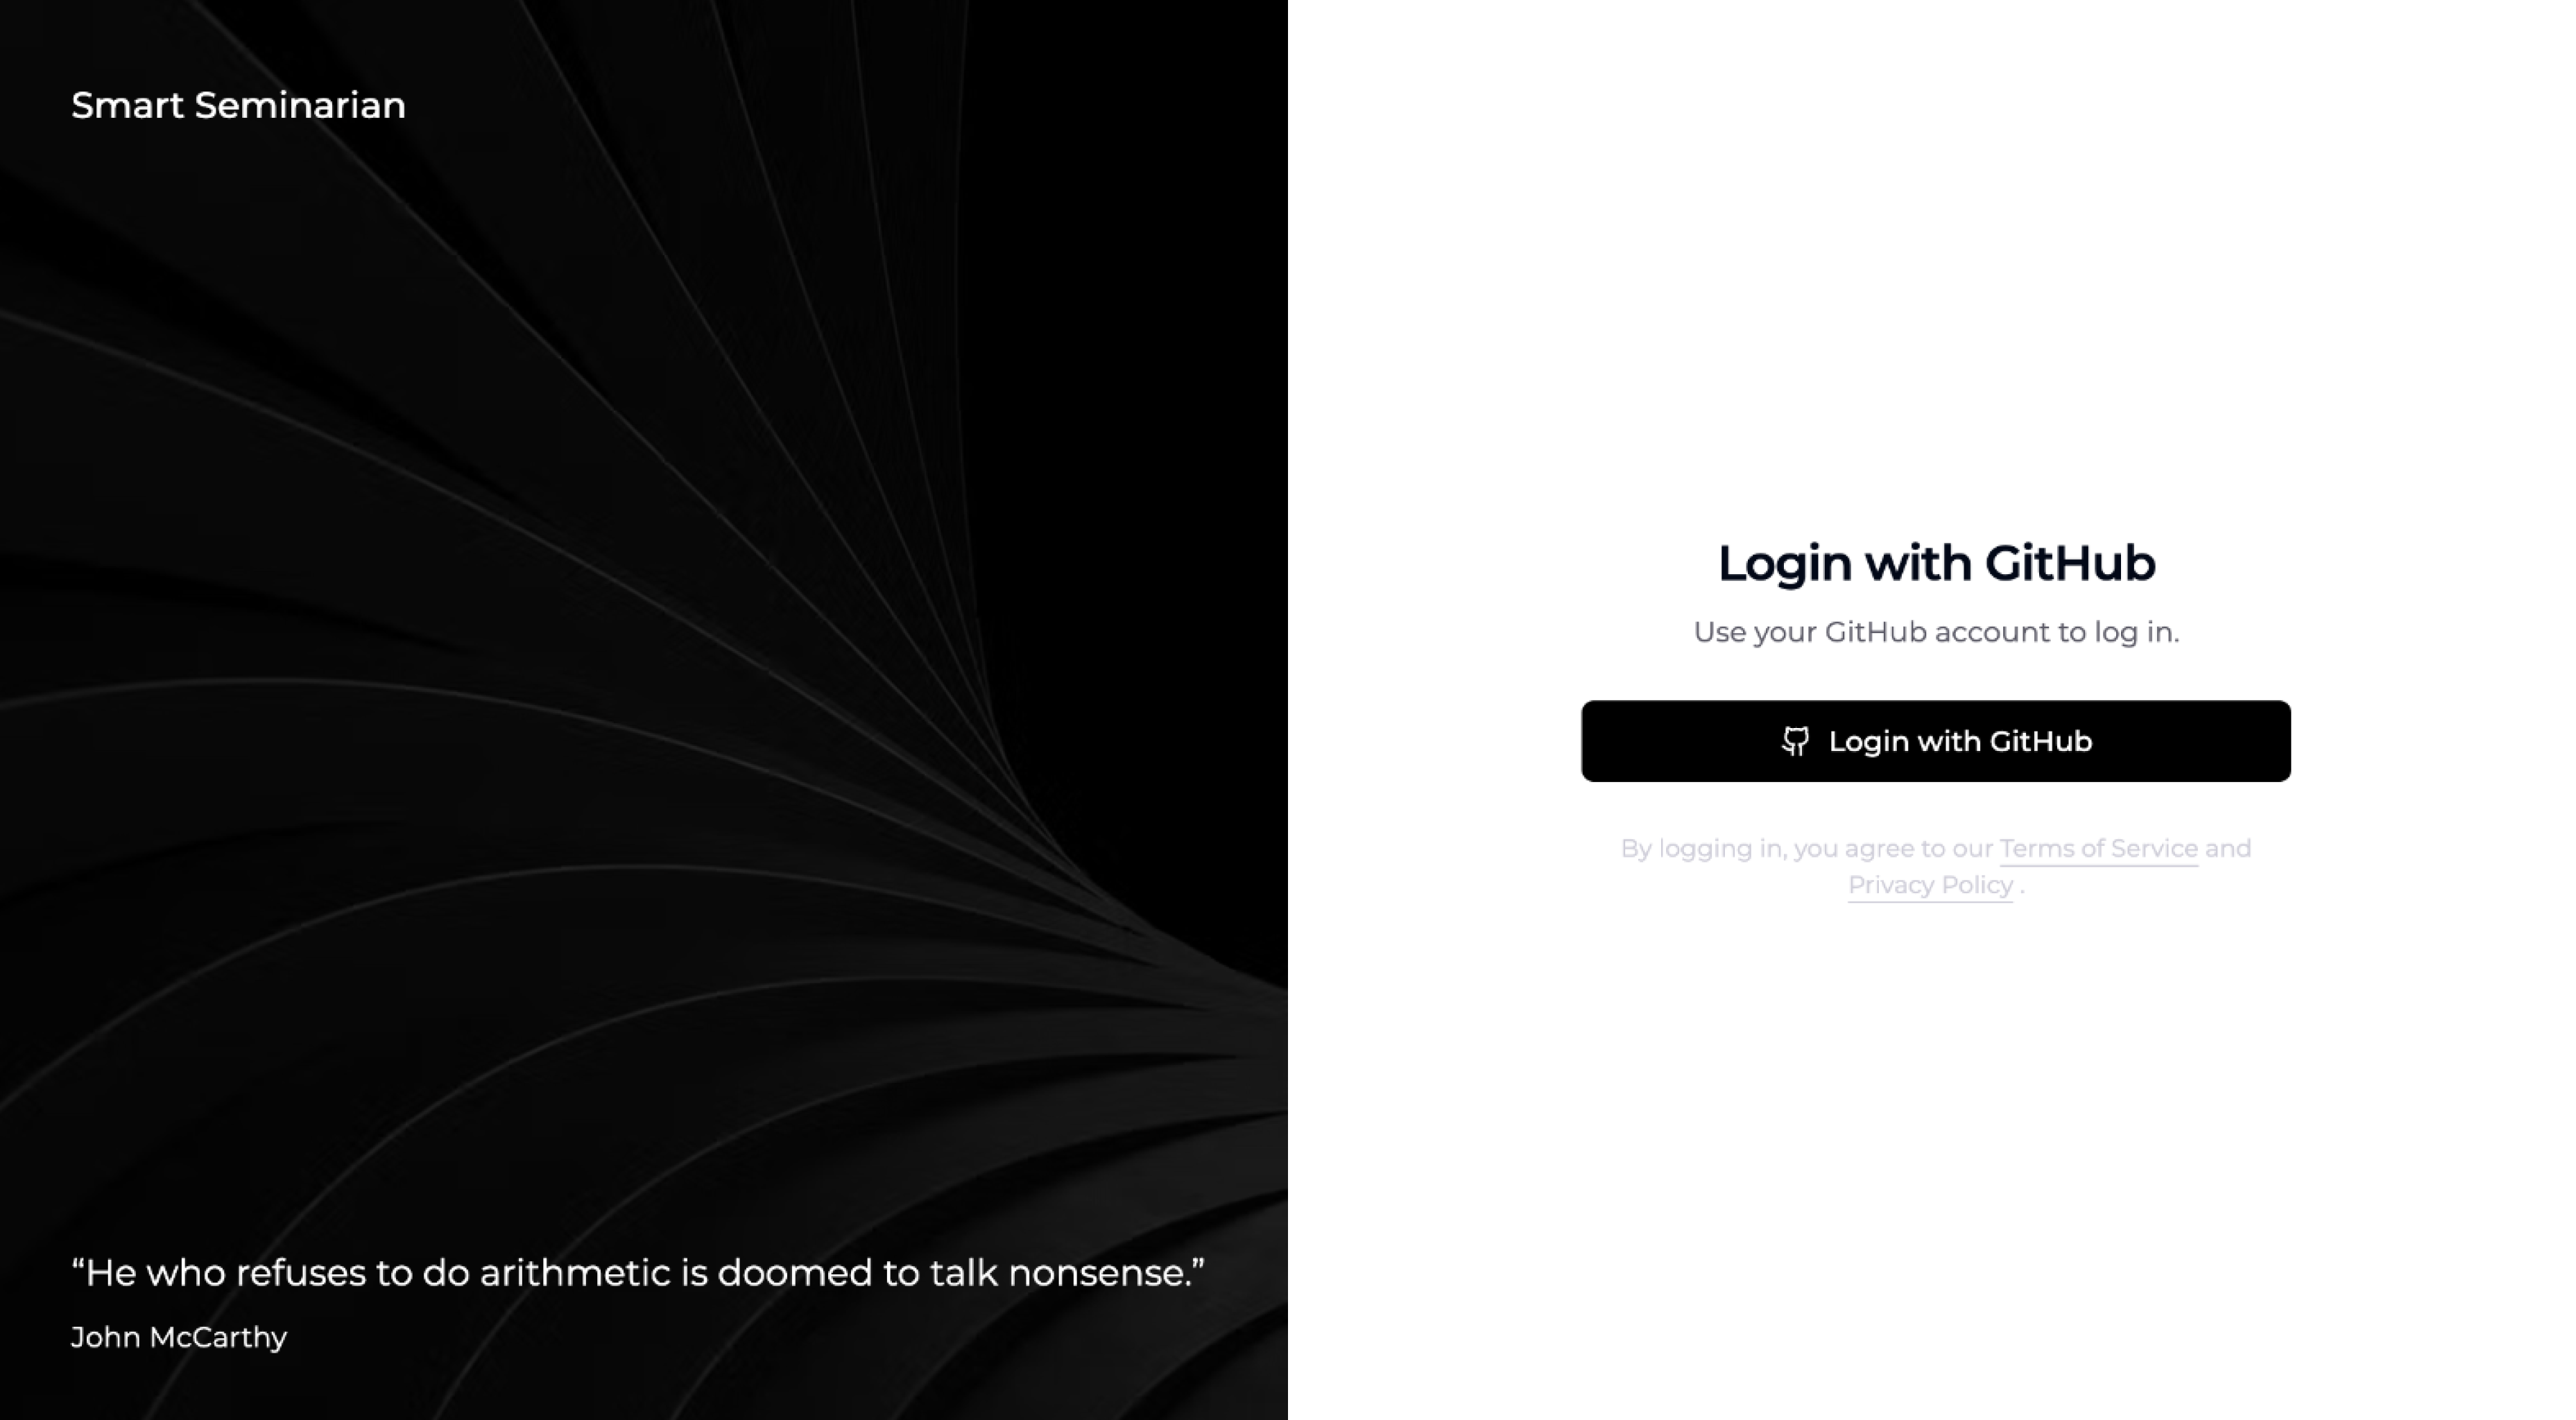 Smart Seminarian
“He who refuses to do arithmetic is doomed to talk nonsense.”
John McCarthy
Login with GitHub
Use your GitHub account to log in.
Login with GitHub
By logging in, you agree to our Terms of Service and
Privacy Policy .